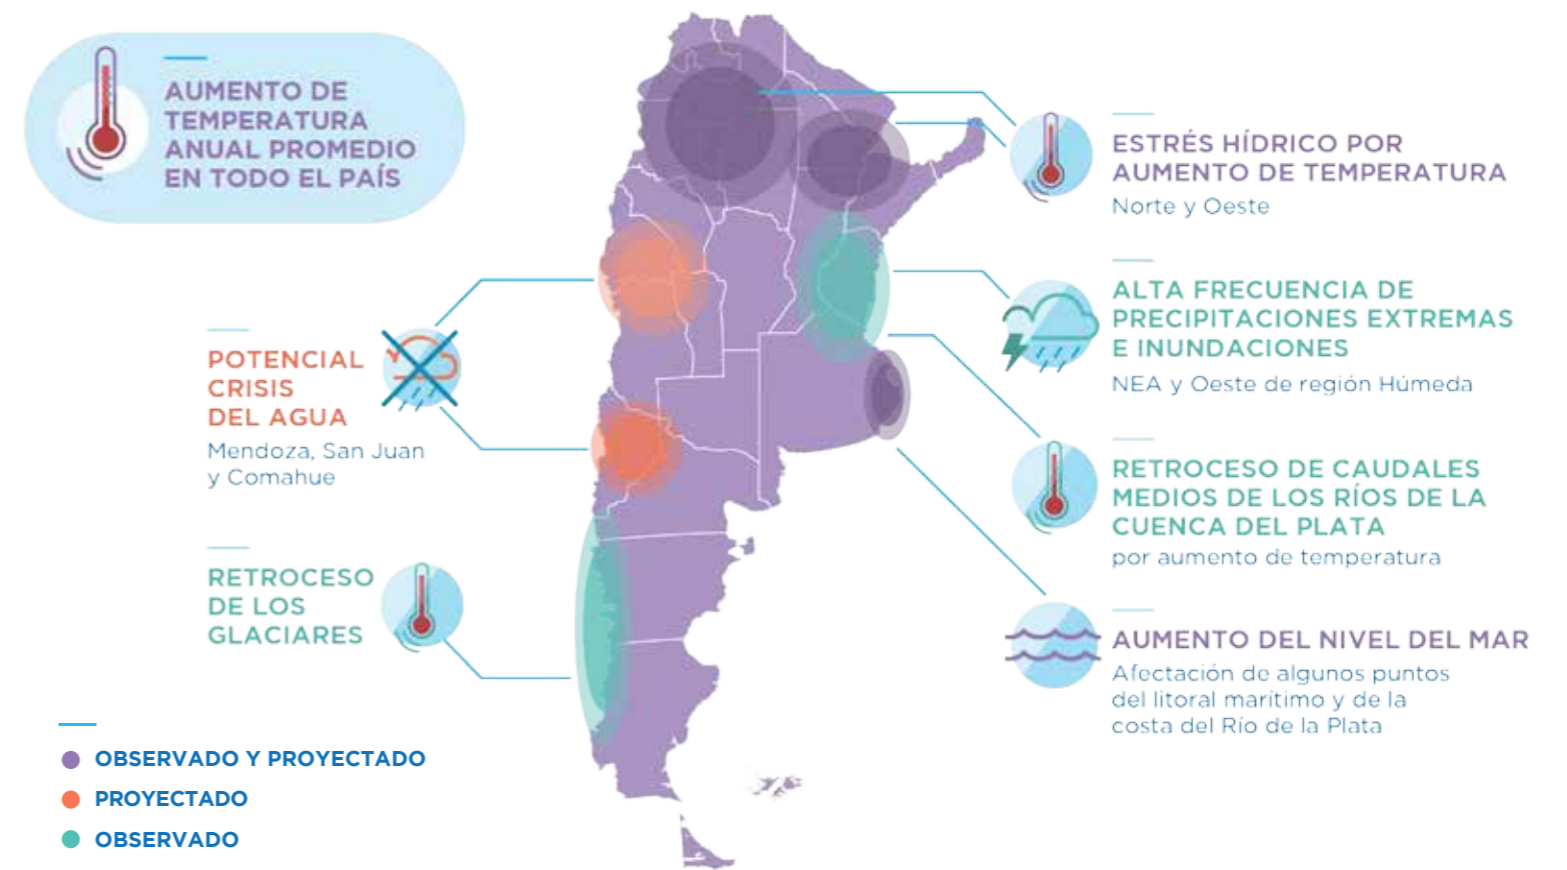 AUMENTO DE
TEMPERATURA
ANUAL PROMEDIO
EN TODO EL PAÍS
ESTRÉS HÍDRICO POR
AUMENTO DE TEMPERATURA
Norte y Oeste
ALTA FRECUENCIA DE
PRECIPITACIONES EXTREMAS
E INUNDACIONES
NEA y Oeste de región Húmeda
POTENCIAL
CRISIS
DEL AGUA
Mendoza, San Juan
y Comahue
RETROCESO DE CAUDALES
MEDIOS DE LOS RÍOS DE LA
CUENCA DEL PLATA
por aumento de temperatura
RETROCESO
DE LOS
GLACIARES
AUMENTO DEL NIVEL DEL MAR
Afectación de algunos puntos
del litoral marítimo y de la
costa del Río de la Plata
OBSERVADO Y PROYECTADO
PROYECTADO
OBSERVADO